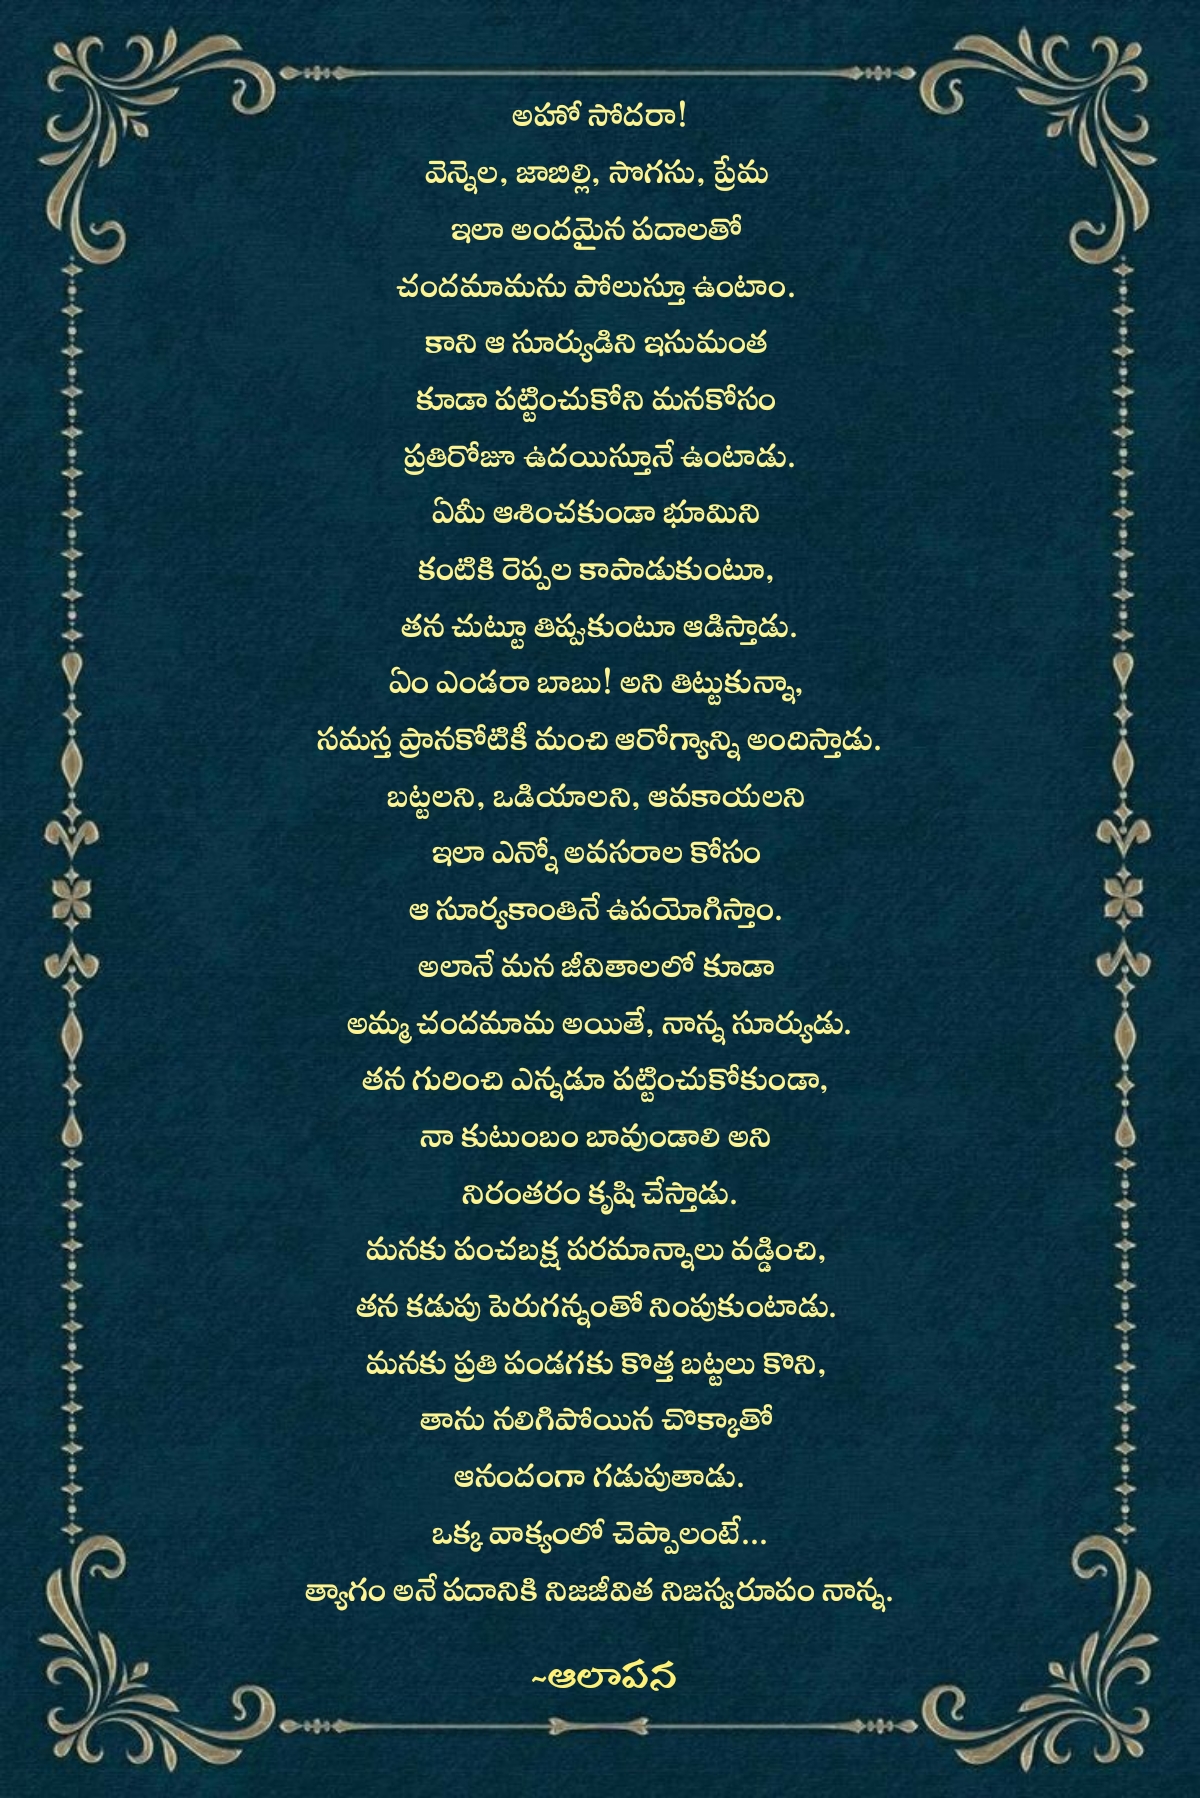 అహో సోదరా!
వెన్నెల, జాబిల్లి, సొగసు, ప్రేమ
ఇలా అందమైన పదాలతో
చందమామను పోలుస్తూ ఉంటాం.
కాని ఆ సూర్యుడిని ఇసుమంత
కూడా పట్టించుకోని మనకోసం
ప్రతిరోజూ ఉదయిస్తూనే ఉంటాడు.
ఏమీ ఆశించకుండా భూమిని
కంటికి రెప్పల కాపాడుకుంటూ,
తన చుట్టూ తిప్పకుంటూ ఆడిస్తాడు.
ఏం ఎండరా బాబు! అని తిట్టుకున్నా,
సమస్త ప్రానకోటికీ మంచి ఆరోగ్యాన్ని అందిస్తాడు.
బట్టలని, ఒడియాలని, ఆవకాయలని
ఇలా ఎన్నో అవసరాల కోసం
ఆ సూర్యకాంతినే ఉపయోగిస్తాం.
అలానే మన జీవితాలలో కూడా
అమ్మ చందమామ అయితే, నాన్న సూర్యుడు.
తన గురించి ఎన్నడూ పట్టించుకోకుండా,
నా కుటుంబం బావుండాలి అని
నిరంతరం కృషి చేస్తాడు.
మనకు పంచబక్ష పరమాన్నాలు వడ్డించి,
తన కడుపు పెరుగన్నంతో నింపుకుంటాడు.
మనకు ప్రతి పండగకు కొత్త బట్టలు కొని,
తాను నలిగిపోయిన చొక్కాతో
ఆనందంగా గడుపుతాడు.
ఒక్క వాక్యంలో చెప్పాలంటే...
త్యాగం అనే పదానికి నిజజీవిత నిజస్వరూపం నాన్న.
~ఆలాపన